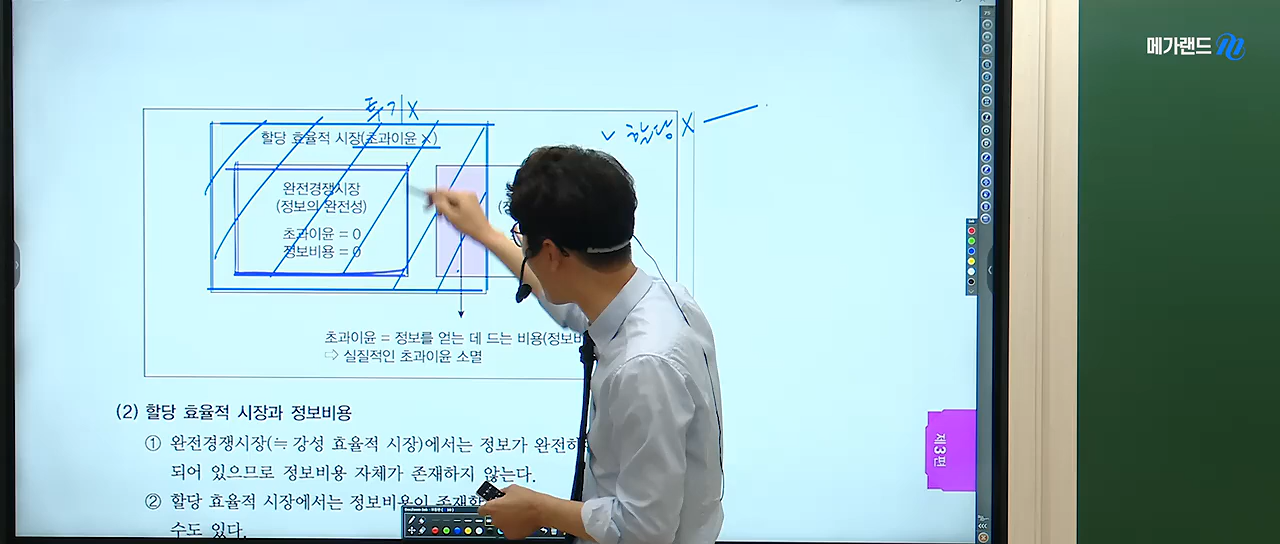 메가랜드
투기 X
할당 X
할당 효율적 시장(초과이윤 X)
완전경쟁시장
(정보의 완전성)
초과이윤 = 0
정보비용 = 0
초과이윤 = 정보를 얻는 데 드는 비용(정보비
⇨ 실질적인 초과이윤 소멸
(2) 할당 효율적 시장과 정보비용
① 완전경쟁시장(≒ 강성 효율적 시장)에서는 정보가 완전하
되어 있으므로 정보비용 자체가 존재하지 않는다.
② 할당 효율적 시장에서는 정보비용이 존재할
수도 있다.
제3편